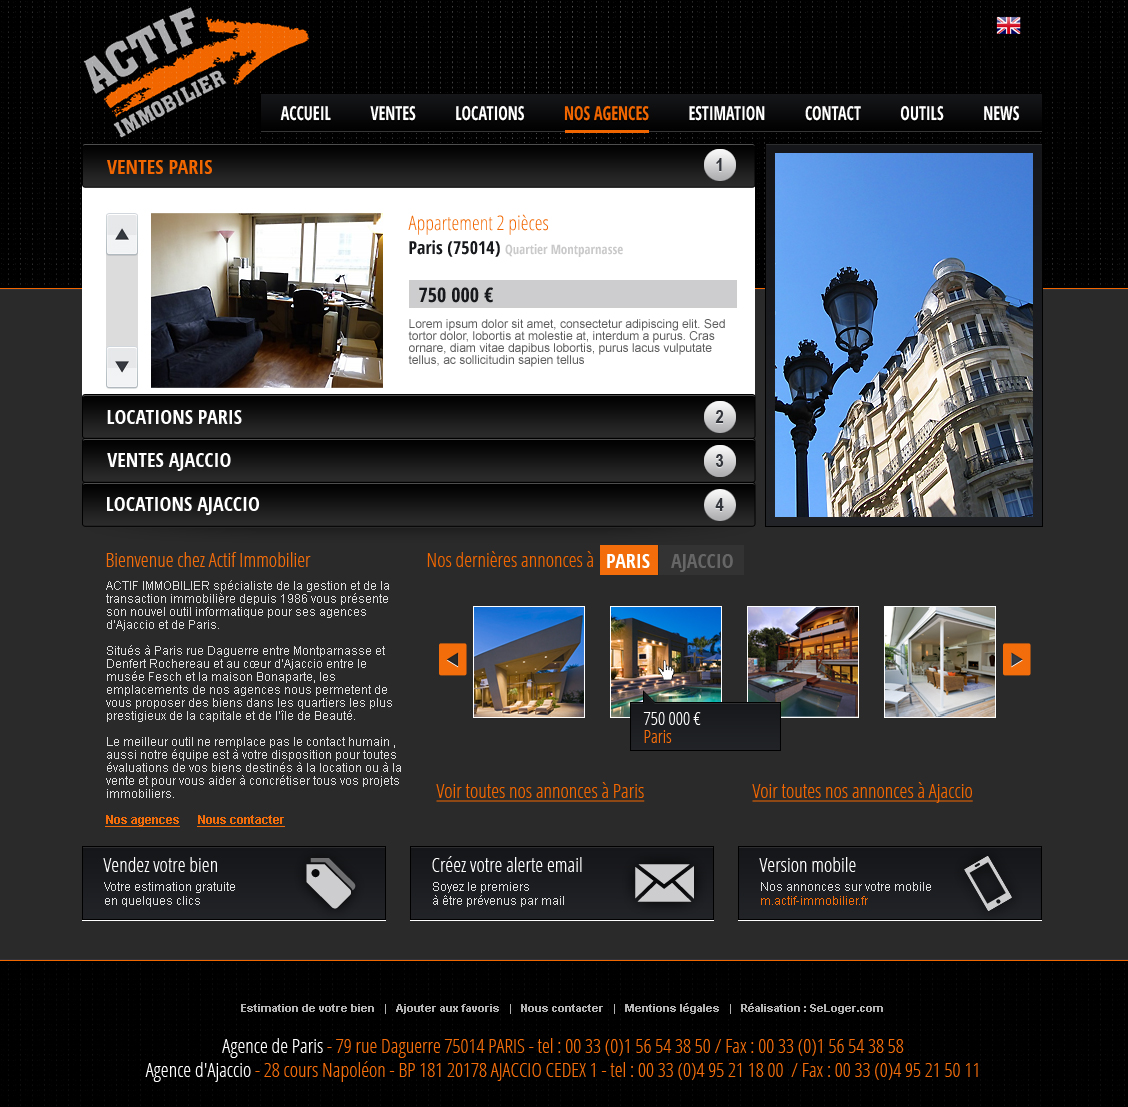 ACTIF
IMMOBILIER
ACCUEIL VENTES LOCATIONS NOS AGENCES ESTIMATION CONTACT OUTILS NEWS
VENTES PARIS 1
Appartement 2 pièces
Paris (75014) Quartier Montparnasse
750 000 €
Lorem ipsum dolor sit amet, consectetur adipiscing elit. Sed
tortor dolor, lobortis at molestie at, interdum a purus. Cras
ornare, diam vitae dapibus lobortis, purus lacus vulputate
tellus, ac sollicitudin sapien tellus
LOCATIONS PARIS 2
VENTES AJACCIO 3
LOCATIONS AJACCIO 4
Bienvenue chez Actif Immobilier
ACTIF IMMOBILIER spécialiste de la gestion et de la
transaction immobilière depuis 1986 vous présente
son nouvel outil informatique pour ses agences
d'Ajaccio et de Paris.
Situés à Paris rue Daguerre entre Montparnasse et
Denfert Rochereau et au cœur d'Ajaccio entre le
musée Fesch et la maison Bonaparte, les
emplacements de nos agences nous permetent de
vous proposer des biens dans les quartiers les plus
prestigieux de la capitale et de l'île de Beauté.
Le meilleur outil ne remplace pas le contact humain ,
aussi notre équipe est à votre disposition pour toutes
évaluations de vos biens destinés à la location ou à la
vente et pour vous aider à concrétiser tous vos projets
immobiliers.
Nos agences Nous contacter
Nos dernières annonces à PARIS AJACCIO
750 000 €
Paris
Voir toutes nos annonces à Paris Voir toutes nos annonces à Ajaccio
Vendez votre bien
Votre estimation gratuite
en quelques clics
Créez votre alerte email
Soyez le premiers
à être prévenus par mail
Version mobile
Nos annonces sur votre mobile
m.actif-immobilier.fr
Estimation de votre bien | Ajouter aux favoris | Nous contacter | Mentions légales | Réalisation : SeLoger.com
Agence de Paris - 79 rue Daguerre 75014 PARIS - tel : 00 33 (0)1 56 54 38 50 / Fax : 00 33 (0)1 56 54 38 58
Agence d'Ajaccio - 28 cours Napoléon - BP 181 20178 AJACCIO CEDEX 1 - tel : 00 33 (0)4 95 21 18 00 / Fax : 00 33 (0)4 95 21 50 11